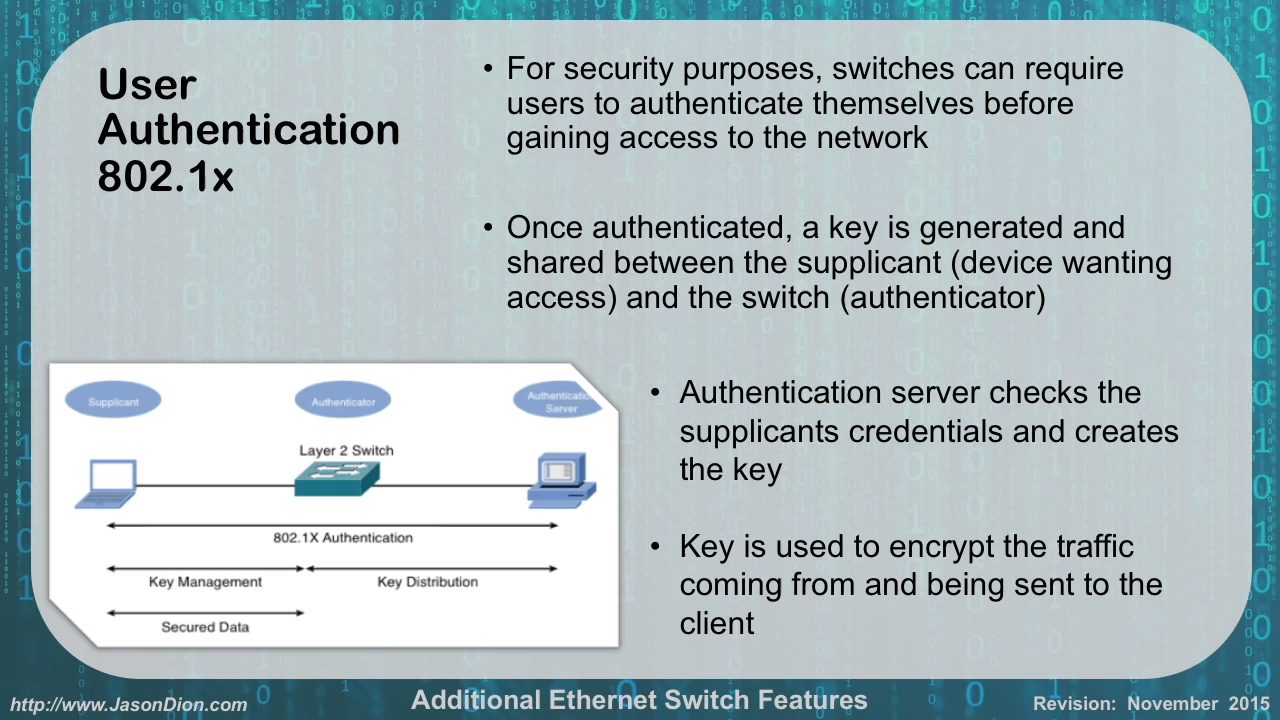 User
Authentication
802.1x
• For security purposes, switches can require
users to authenticate themselves before
gaining access to the network
• Once authenticated, a key is generated and
shared between the supplicant (device wanting
access) and the switch (authenticator)
Supplicant
Authenticator
Authenticatio
Server
Layer 2 Switch
802.1X Authentication
Key Management
Key Distribution
Secured Data
• Authentication server checks the
supplicants credentials and creates
the key
• Key is used to encrypt the traffic
coming from and being sent to the
client
http://www.JasonDion.com
Additional Ethernet Switch Features
Revision: November 2015